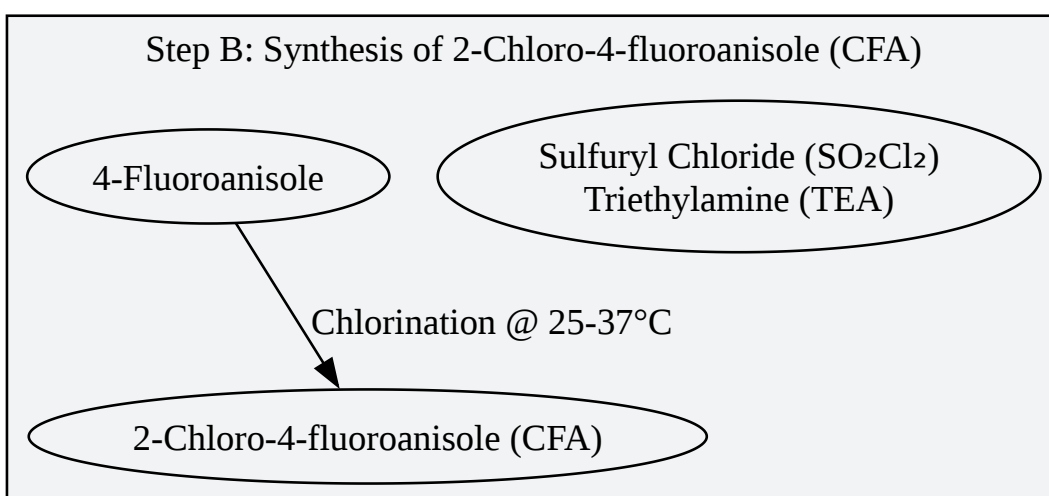 Step B: Synthesis of 2-Chloro-4-fluoroanisole (CFA)
4-Fluoroanisole
Sulfuryl Chloride (SO₂Cl₂)
Triethylamine (TEA)
Chlorination @ 25-37°C
2-Chloro-4-fluoroanisole (CFA)